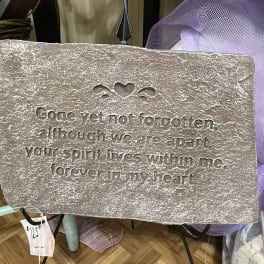 Gone yet not forgotten,
although we are apart,
your spirit lives within me,
forever in my heart